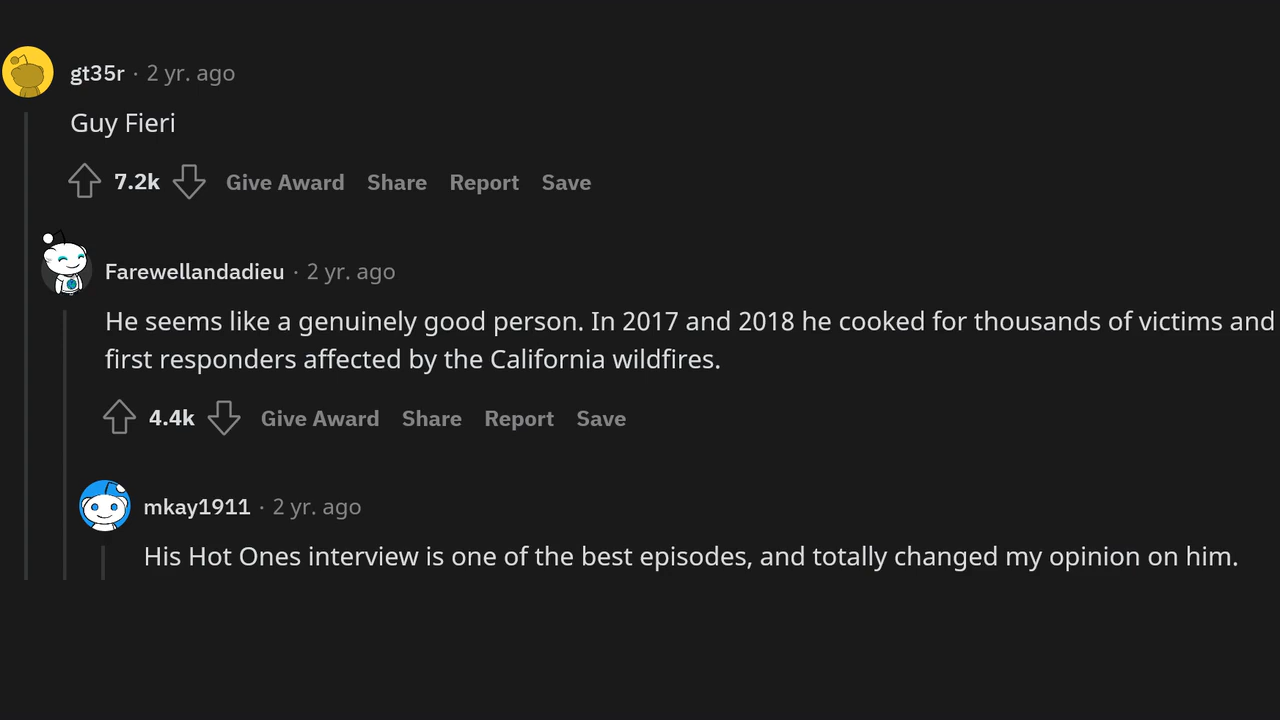 gt35r · 2 yr. ago
Guy Fieri
7.2k Give Award Share Report Save
Farewellandadieu · 2 yr. ago
He seems like a genuinely good person. In 2017 and 2018 he cooked for thousands of victims and
first responders affected by the California wildfires.
4.4k Give Award Share Report Save
mkay1911 · 2 yr. ago
His Hot Ones interview is one of the best episodes, and totally changed my opinion on him.